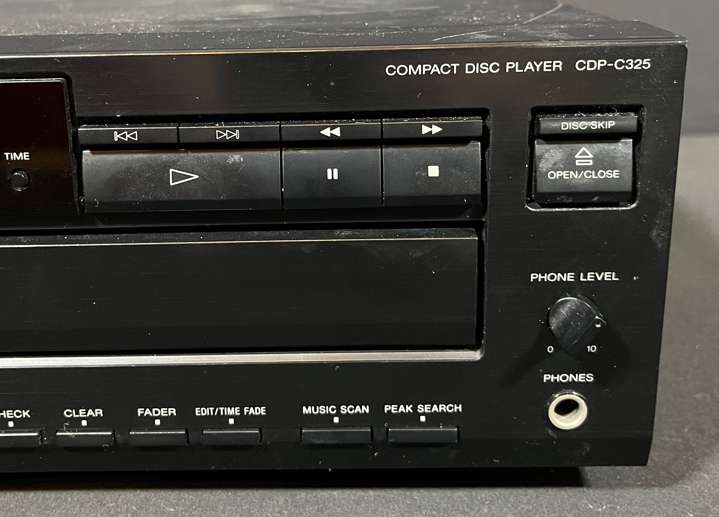 COMPACT DISC PLAYER CDP-C325
DISC SKIP
TIME
OPEN/CLOSE
PHONE LEVEL
0 10
PHONES
HECK CLEAR FADER EDIT/TIME FADE MUSIC SCAN PEAK SEARCH